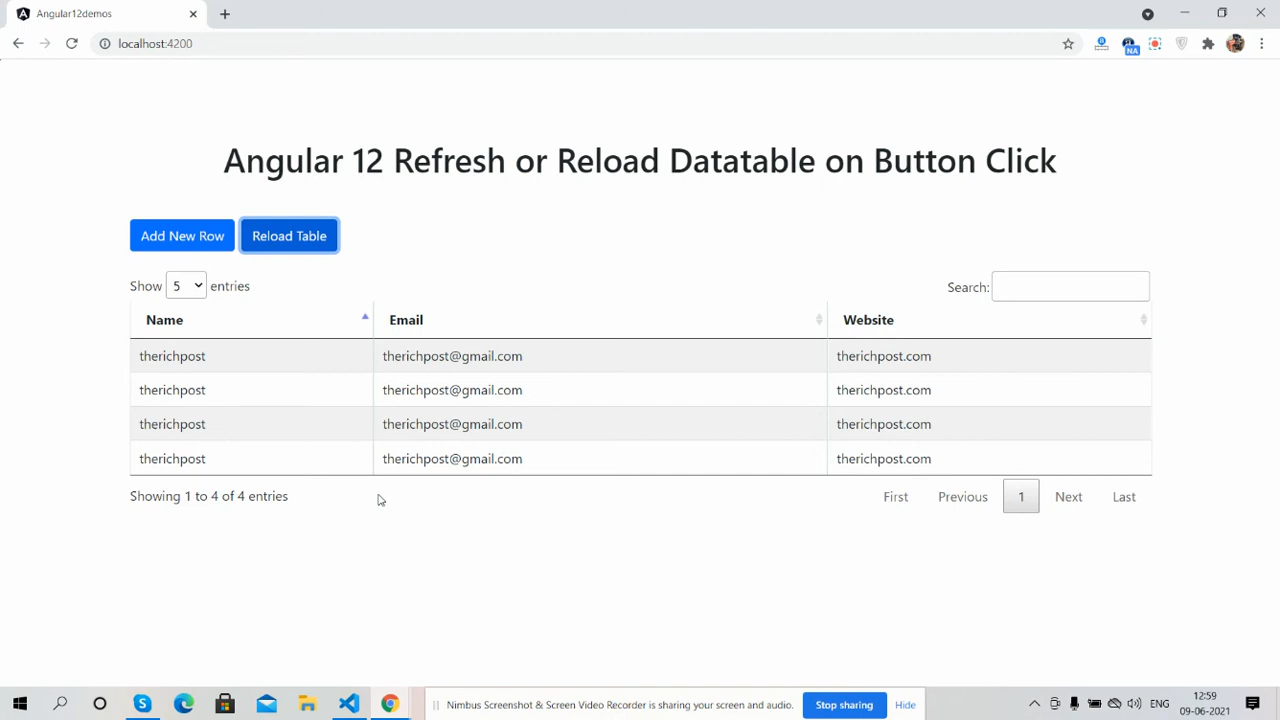 Angular12demos
localhost:4200
NA
Angular 12 Refresh or Reload Datatable on Button Click
Add New Row Reload Table
Show 5 entries Search:
Name Email Website
therichpost therichpost@gmail.com therichpost.com
therichpost therichpost@gmail.com therichpost.com
therichpost therichpost@gmail.com therichpost.com
therichpost therichpost@gmail.com therichpost.com
Showing 1 to 4 of 4 entries First Previous 1 Next Last
Nimbus Screenshot & Screen Video Recorder is sharing your screen and audio. Stop sharing Hide
ENG
12:59
09-06-2021